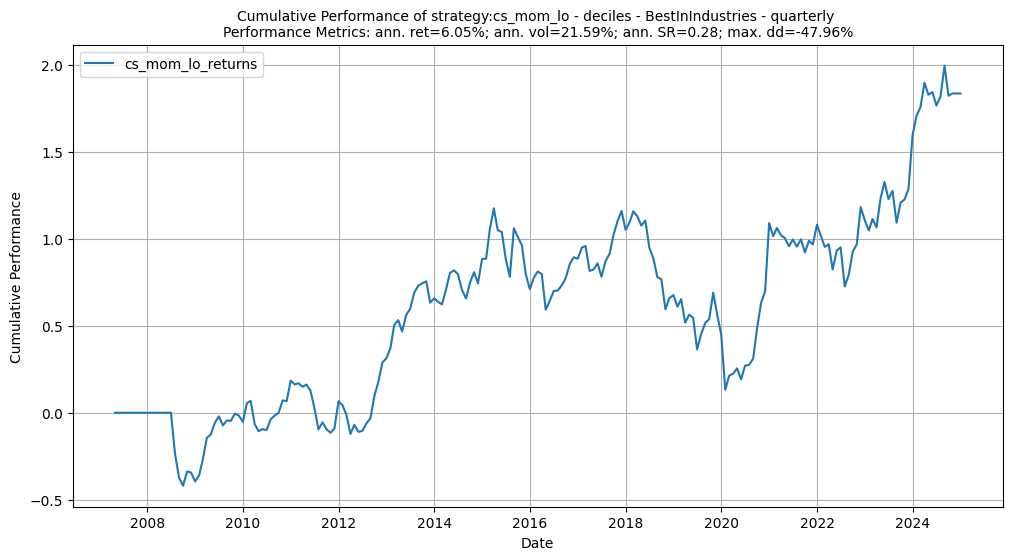 Cumulative Performance of strategy:cs_mom_lo - deciles - BestInIndustries - quarterly
Performance Metrics: ann. ret=6.05%; ann. vol=21.59%; ann. SR=0.28; max. dd=-47.96%
cs_mom_lo_returns
Cumulative Performance
2.0
1.5
1.0
0.5
0.0
−0.5
2008 2010 2012 2014 2016 2018 2020 2022 2024
Date